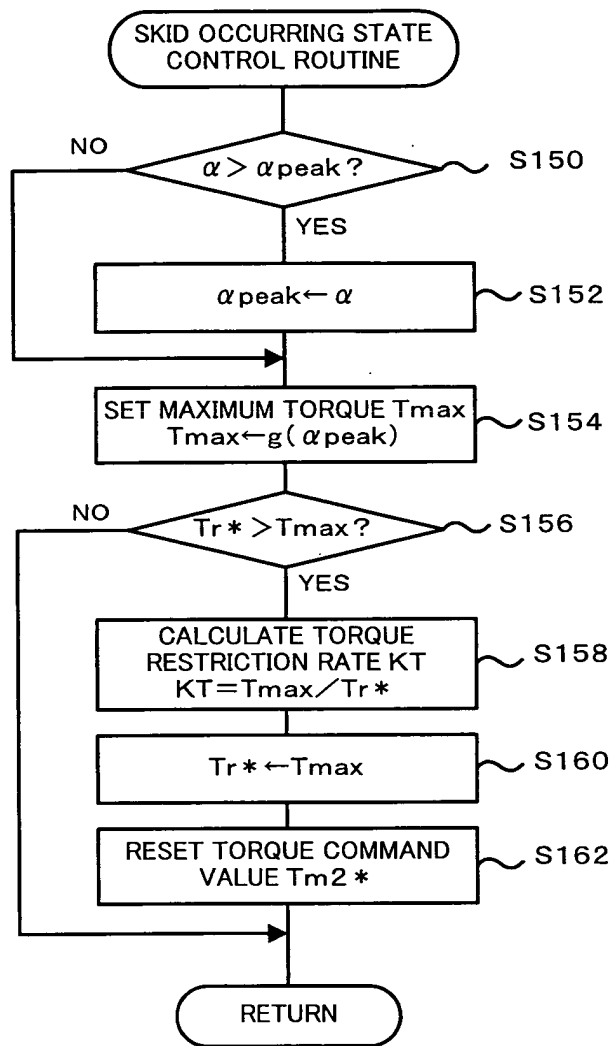 SKID OCCURRING STATE
CONTROL ROUTINE
NO
α > αpeak?
S150
YES
αpeak← α
S152
SET MAXIMUM TORQUE Tmax
Tmax←g(αpeak)
S154
NO
Tr* >Tmax?
S156
YES
CALCULATE TORQUE
RESTRICTION RATE KT
KT=Tmax/Tr*
S158
Tr* ←Tmax
S160
RESET TORQUE COMMAND
VALUE Tm2*
S162
RETURN